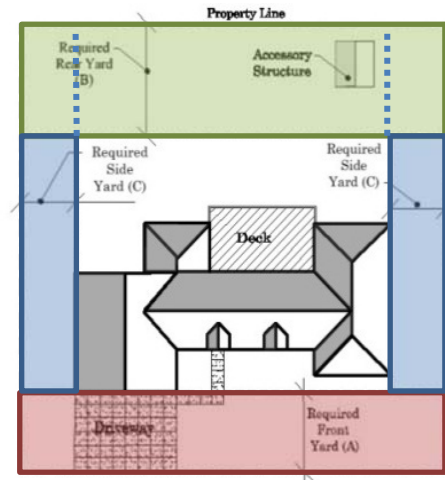 Property Line
Required
Rear Yard
(B)
Accessory
Structure
Required
Side
Yard (C)
Required
Side
Yard (C)
Deck
Driveway
Required
Front
Yard (A)